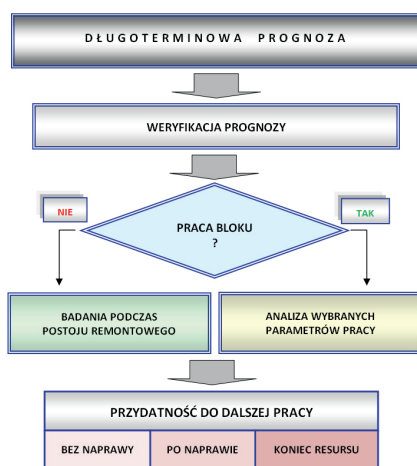 DŁUGOTERMINOWA PROGNOZA
WERYFIKACJA PROGNOZY
PRACA BLOKU
?
NIE
TAK
BADANIA PODCZAS
POSTOJU REMONTOWEGO
ANALIZA WYBRANYCH
PARAMETRÓW PRACY
PRZYDATNOŚĆ DO DALSZEJ PRACY
BEZ NAPRAWY
PO NAPRAWIE
KONIEC RESURSU